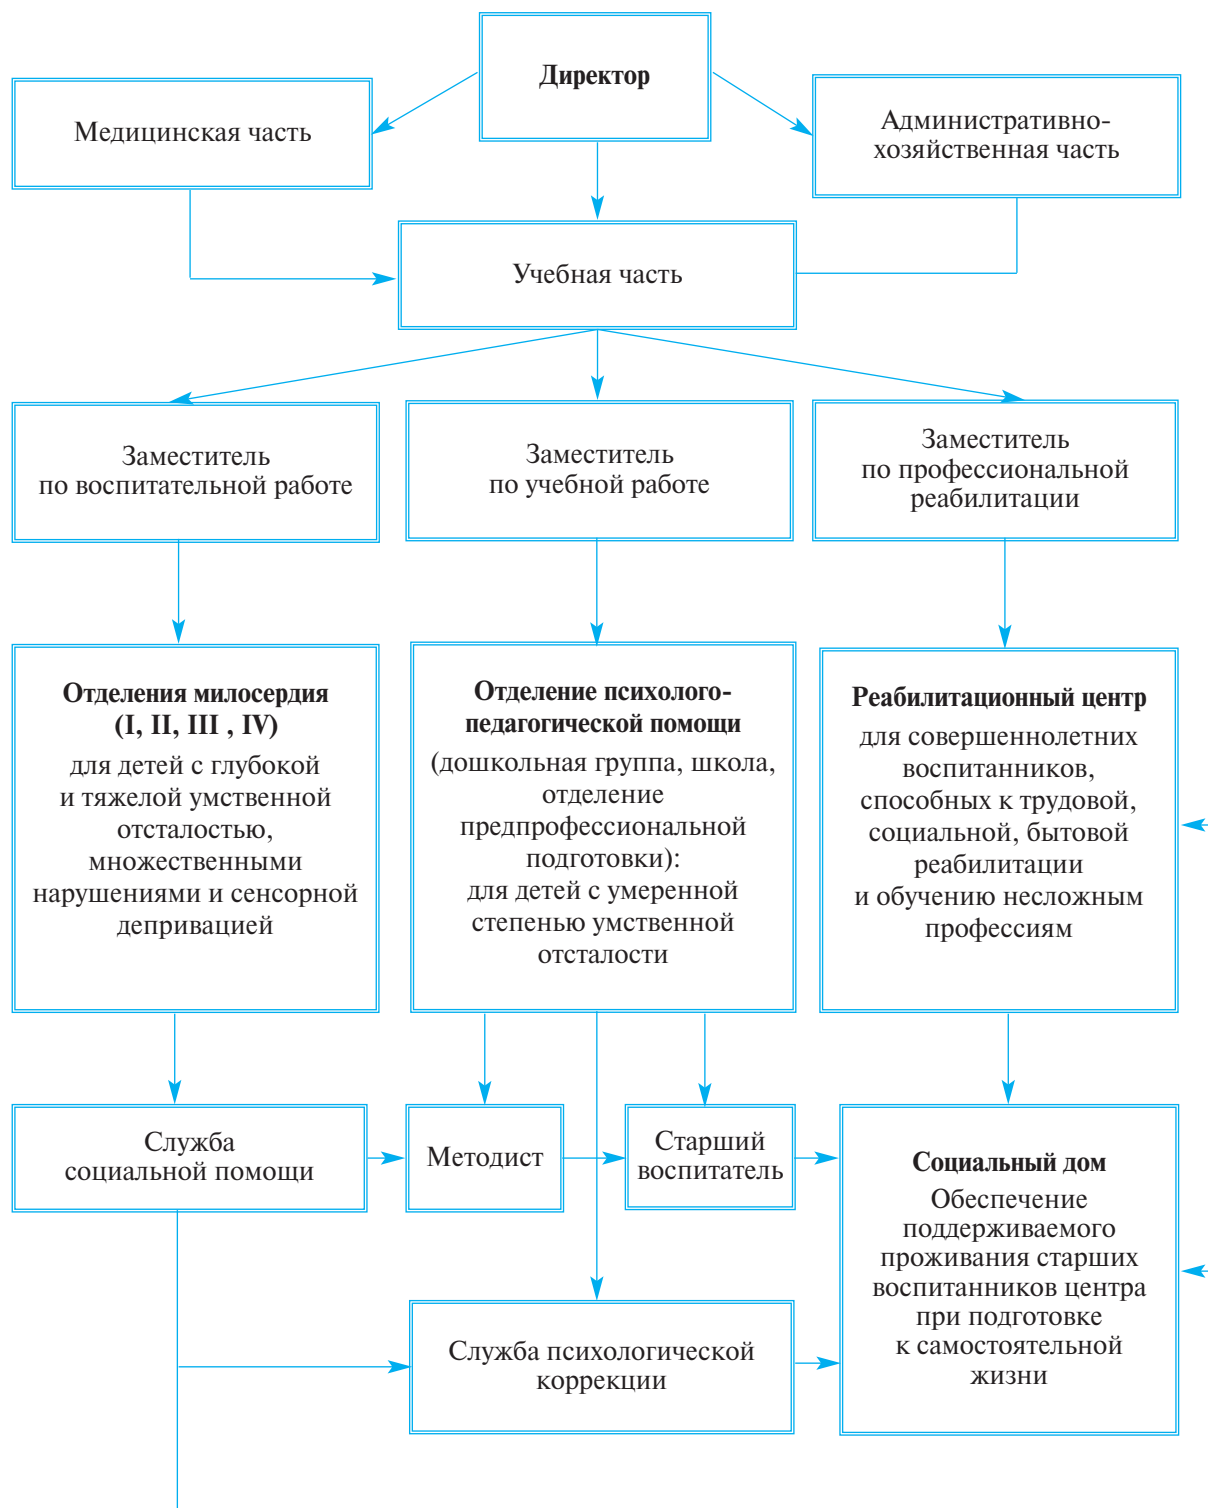 Директор
Медицинская часть
Административно-
хозяйственная часть
Учебная часть
Заместитель
по воспитательной работе
Заместитель
по учебной работе
Заместитель
по профессиональной
реабилитации
Отделения милосердия
(I, II, III , IV)
для детей с глубокой
и тяжелой умственной
отсталостью,
множественными
нарушениями и сенсорной
депривацией
Отделение психолого-
педагогической помощи
(дошкольная группа, школа,
отделение
предпрофессиональной
подготовки):
для детей с умеренной
степенью умственной
отсталости
Реабилитационный центр
для совершеннолетних
воспитанников,
способных к трудовой,
социальной, бытовой
реабилитации
и обучению несложным
профессиям
Служба
социальной помощи
Методист
Старший
воспитатель
Социальный дом
Обеспечение
поддерживаемого
проживания старших
воспитанников центра
при подготовке
к самостоятельной
жизни
Служба психологической
коррекции